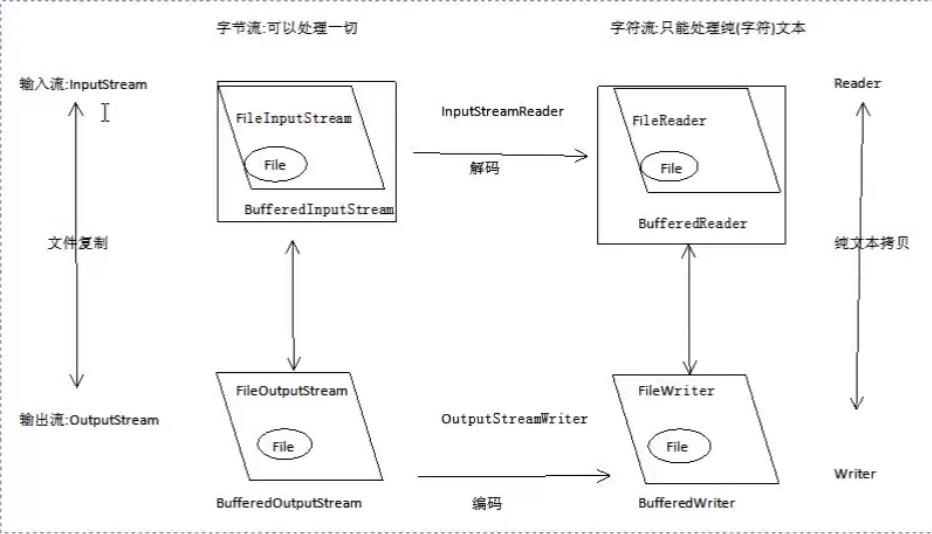 字节流:可以处理一切
字符流:只能处理纯(字符)文本
输入流:InputStream
Reader
FileInputStream
InputStreamReader
FileReader
File
解码
File
BufferedInputStream
BufferedReader
文件复制
纯文本拷贝
FileOutputStream
FileWriter
输出流:OutputStream
OutputStreamWriter
File
File
Writer
BufferedOutputStream
编码
BufferedWriter